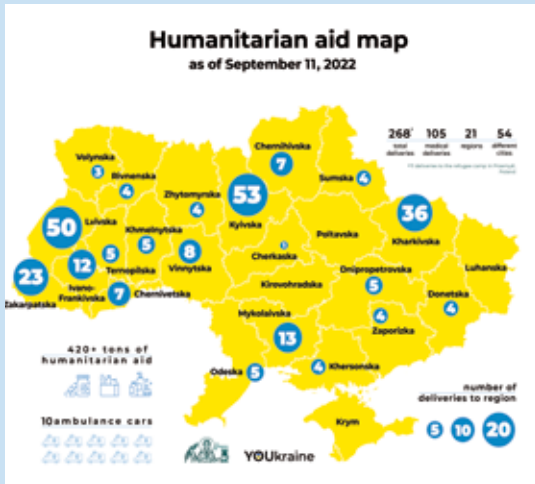 Humanitarian aid map
as of September 11, 2022
268* 105 21 54
total deliveries medical deliveries regions different cities
Chernihivska
7
Volynska
3
Rivnenska
4
Zhytomyrska
4
53
Kyivska
Sumska 4
50
Lvivska
Khmelnytska
5
36
Kharkivska
Poltavska
Cherkaska
8
Vinnytska
5
Ternopilska
12
Ivano-
Frankivska
23
Zakarpatska
7 Chernivetska
Kirovohradska
Dnipropetrovska
5
Luhanska
Donetska
4
4
Zaporizka
Mykolaivska
13
Odeska 5
4 Khersonska
Krym
420+ tons of
humanitarian aid
10 ambulance cars
YOUkraine
number of
deliveries to region
5 10 20